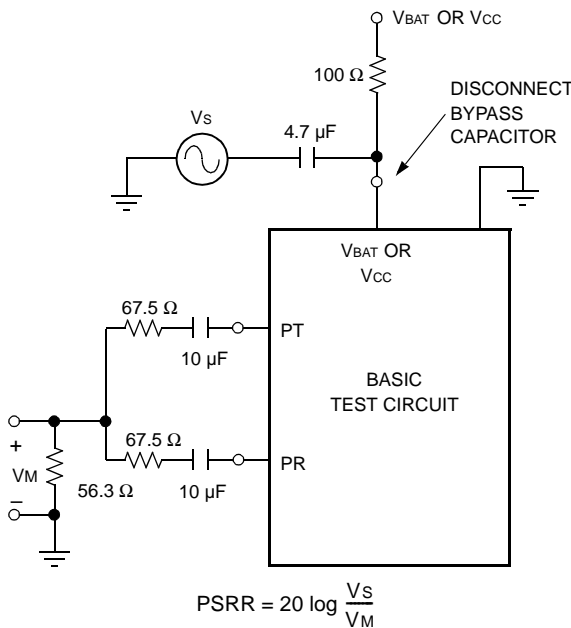 VBAT OR VCC
100 Ω
DISCONNECT
BYPASS
CAPACITOR
VS
4.7 µF
VBAT OR
VCC
67.5 Ω
10 µF
PT
BASIC
TEST CIRCUIT
67.5 Ω
10 µF
PR
+
VM
–
56.3 Ω
PSRR = 20 log VS
VM